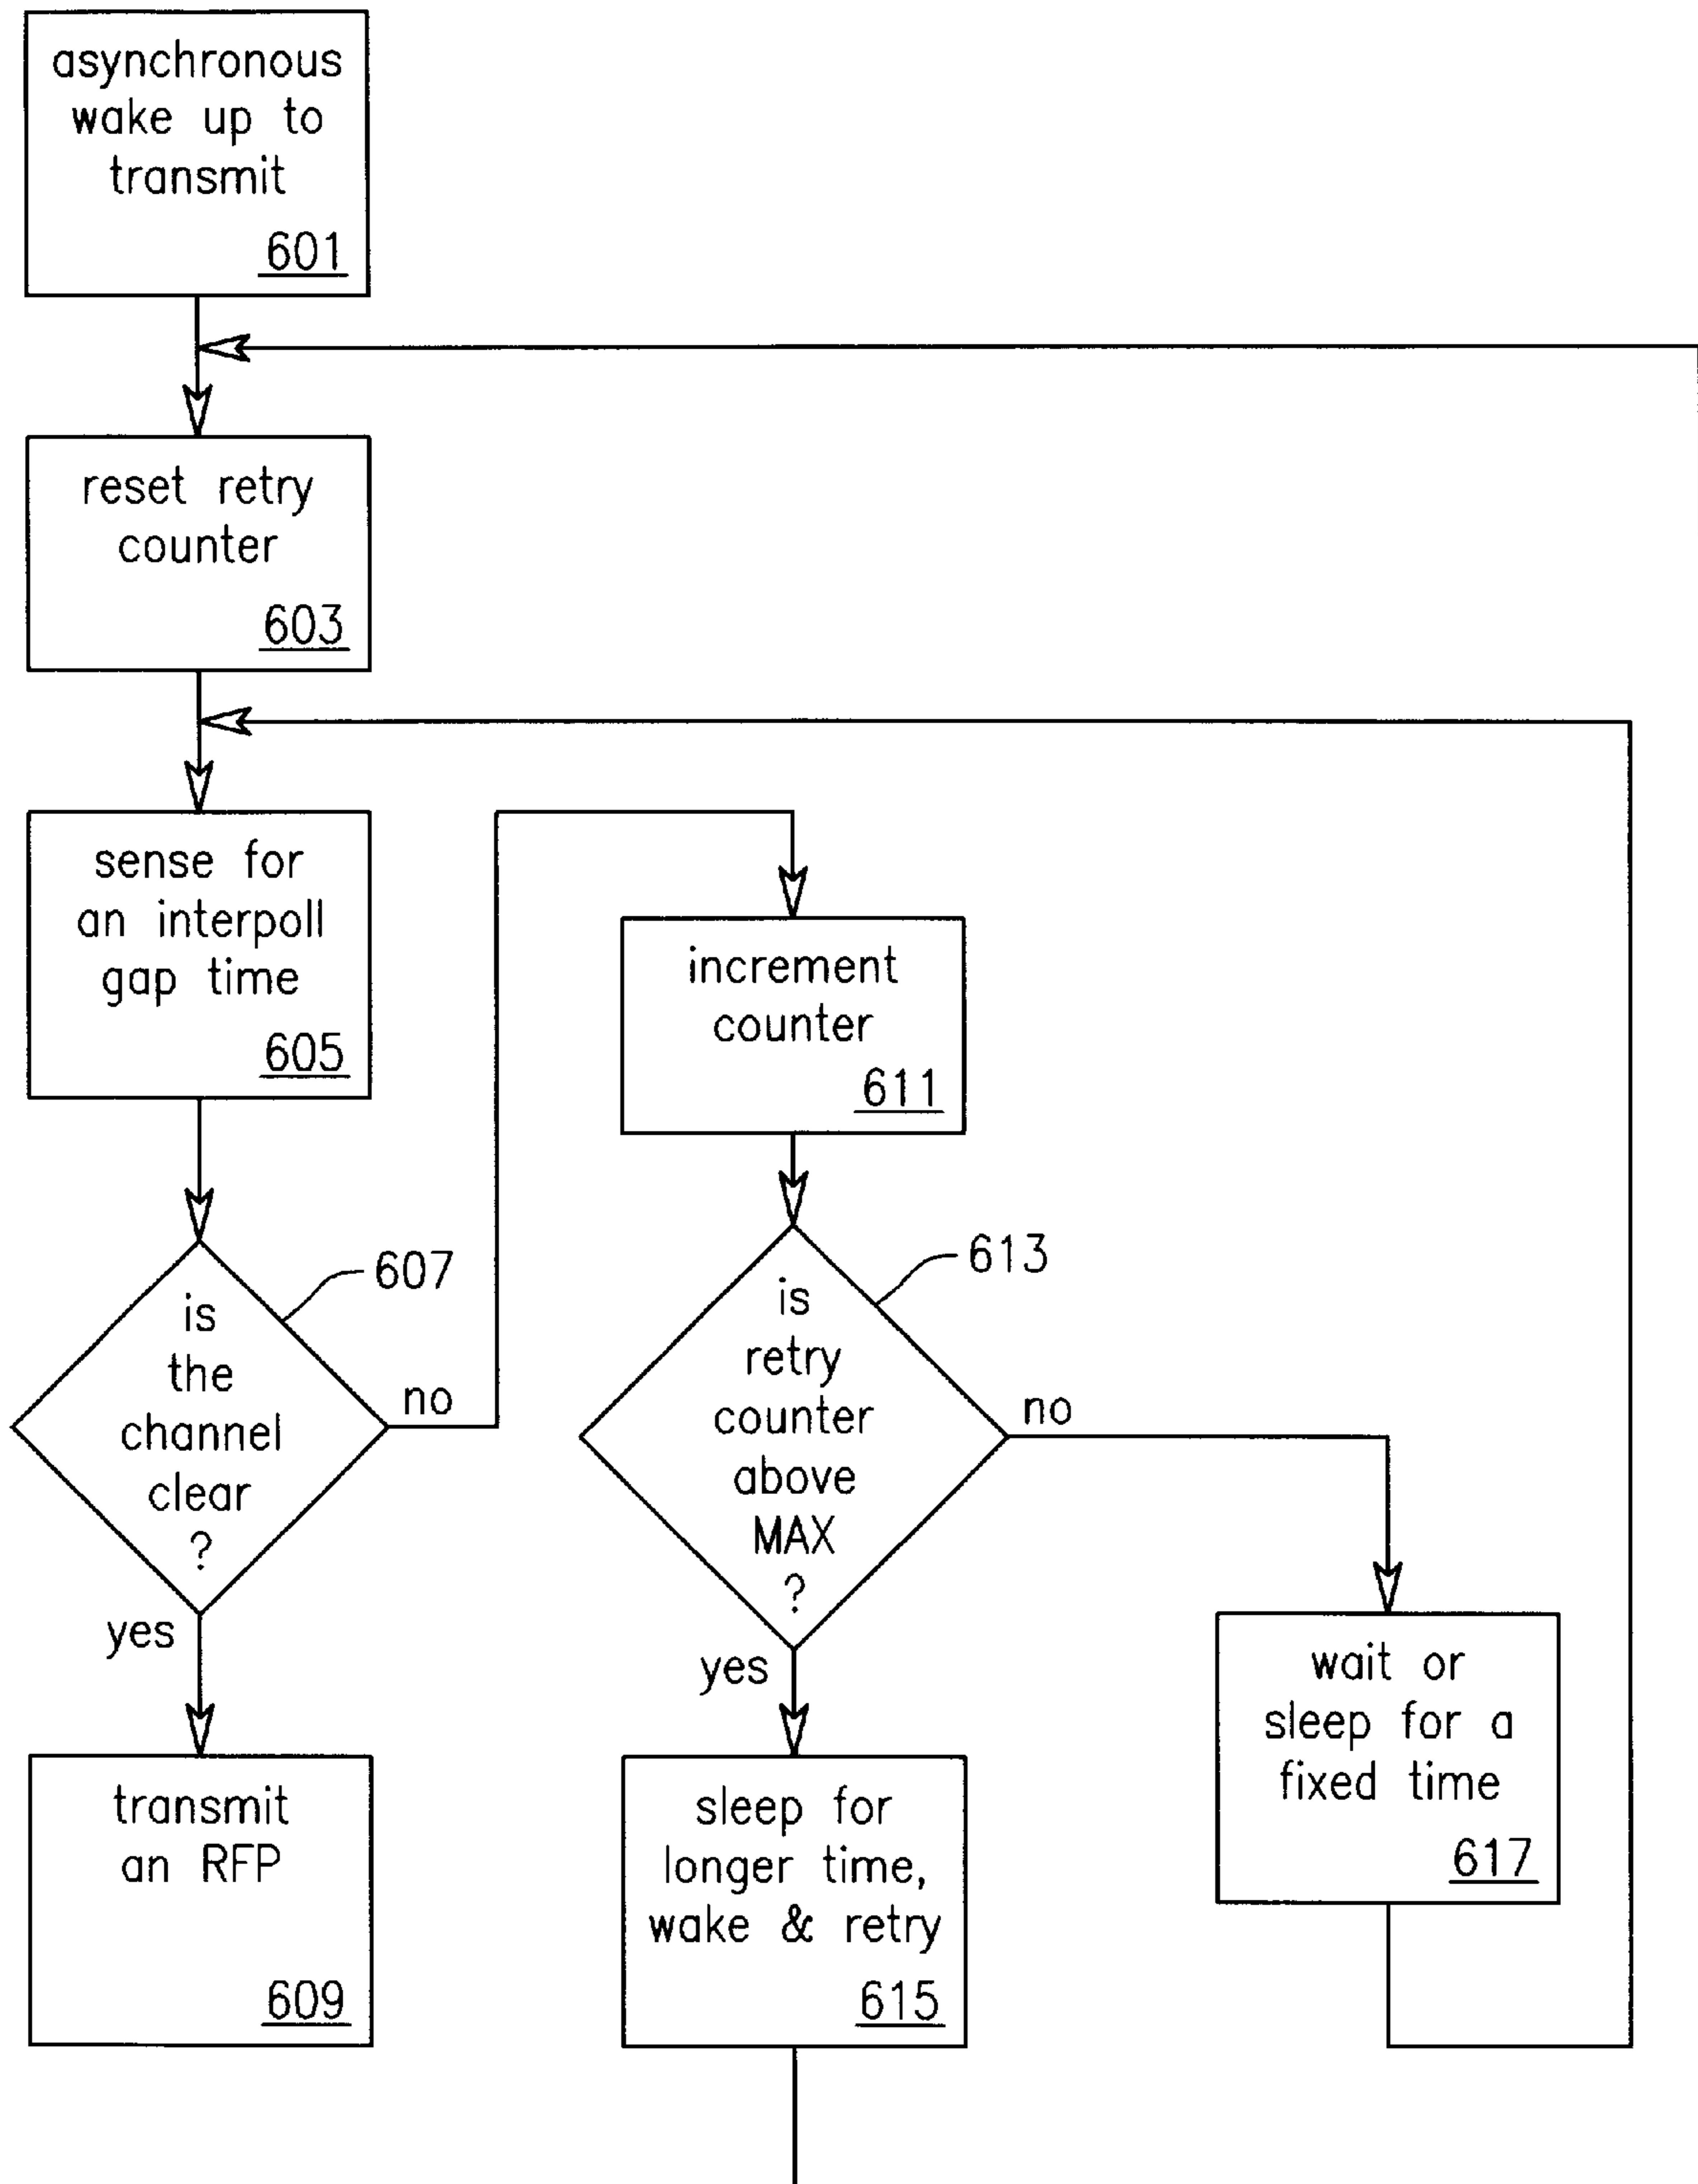 asynchronous
wake up to
transmit
601
reset retry
counter
603
sense for
an interpoll
gap time
605
is
the
channel
clear
?
607
no
yes
transmit
an RFP
609
increment
counter
611
is
retry
counter
above
MAX
?
613
no
yes
sleep for
longer time,
wake & retry
615
wait or
sleep for a
fixed time
617